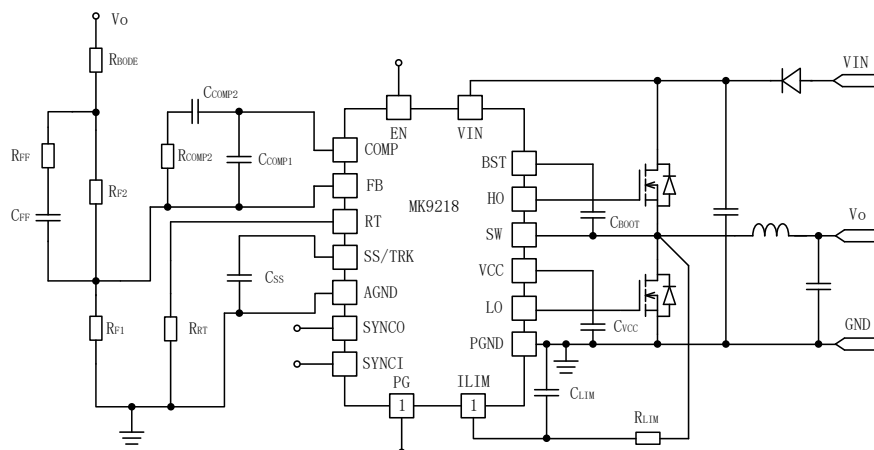 Vo
RBODE
CCOMP2
RFF
RCOMP2
CCOMP1
RF2
CFF
CSS
RF1
RRT
EN
VIN
COMP
FB
RT
SS/TRK
AGND
SYNCO
SYNCI
MK9218
BST
HO
SW
VCC
LO
PGND
PG
ILIM
1
1
CBOOT
CVCC
CLIM
RLIM
VIN
Vo
GND